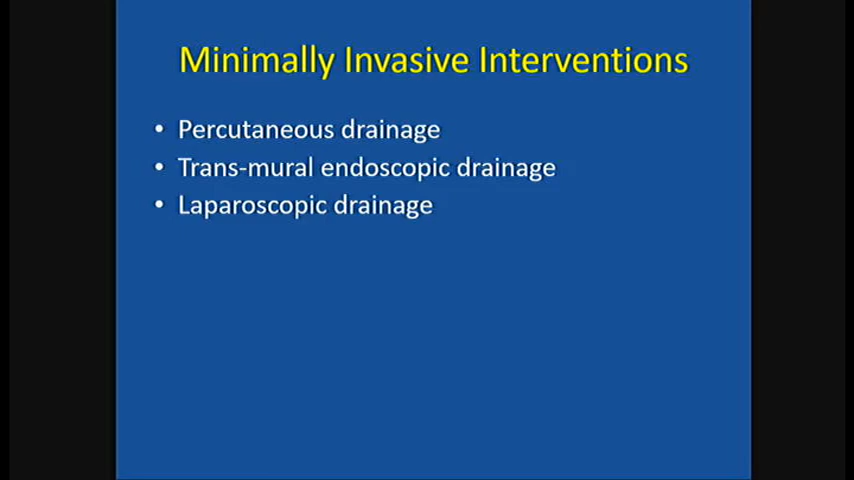 Minimally Invasive Interventions
• Percutaneous drainage
• Trans-mural endoscopic drainage
• Laparoscopic drainage